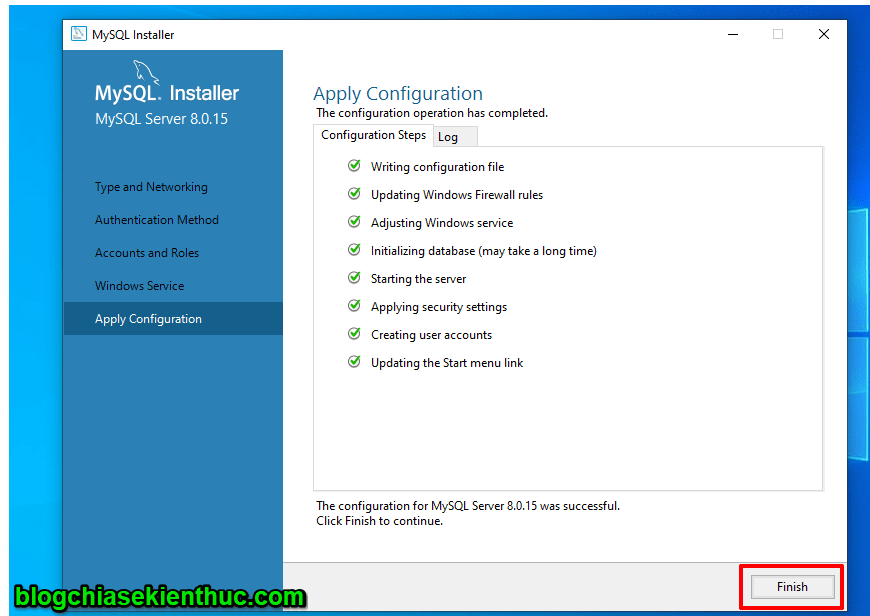 MySQL Installer
MySQL. Installer
MySQL Server 8.0.15
Type and Networking
Authentication Method
Accounts and Roles
Windows Service
Apply Configuration
Apply Configuration
The configuration operation has completed.
Configuration Steps Log
Writing configuration file
Updating Windows Firewall rules
Adjusting Windows service
Initializing database (may take a long time)
Starting the server
Applying security settings
Creating user accounts
Updating the Start menu link
The configuration for MySQL Server 8.0.15 was successful.
Click Finish to continue.
Finish
blogchiasekienthuc.com